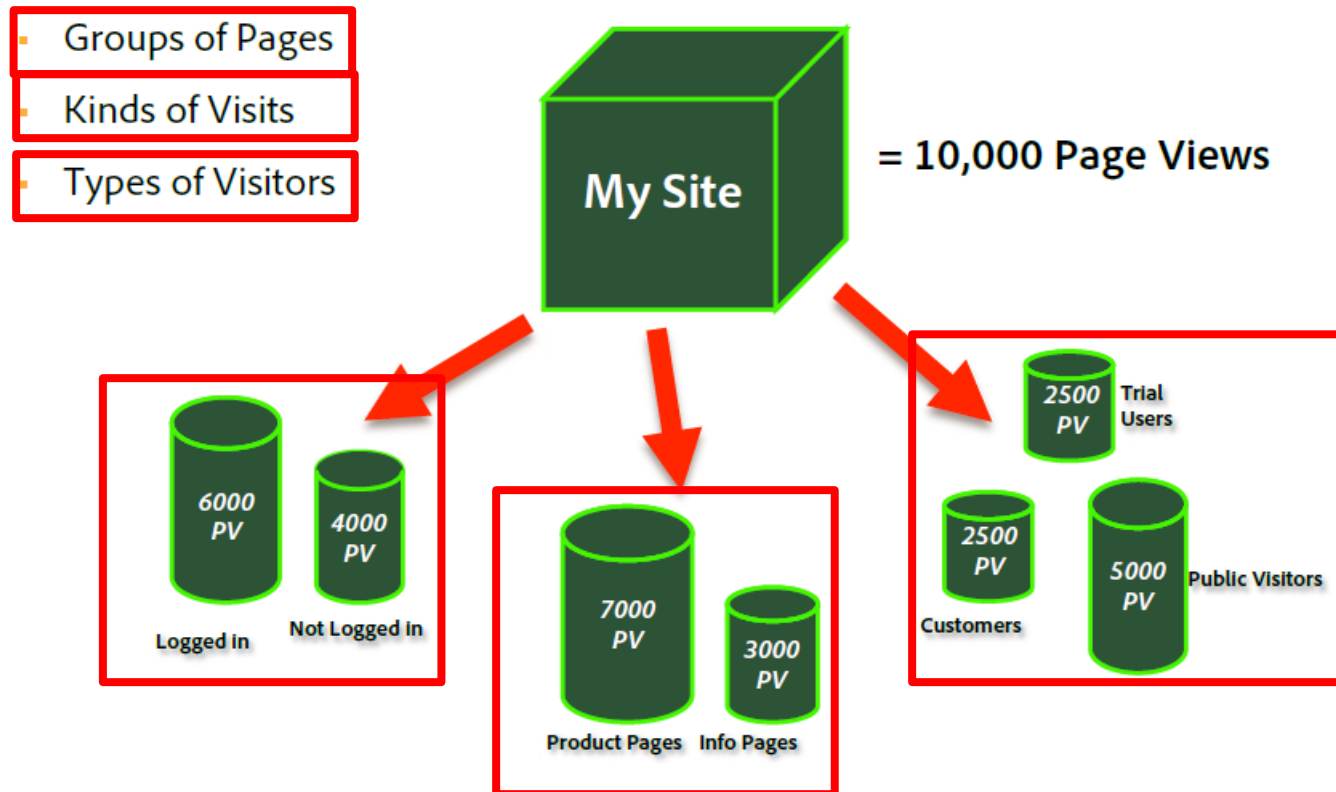 Groups of Pages
Kinds of Visits
Types of Visitors
My Site
= 10,000 Page Views
6000
PV
4000
PV
Logged in
Not Logged in
7000
PV
3000
PV
Product Pages
Info Pages
2500
PV
Trial
Users
2500
PV
Customers
5000
PV
Public Visitors